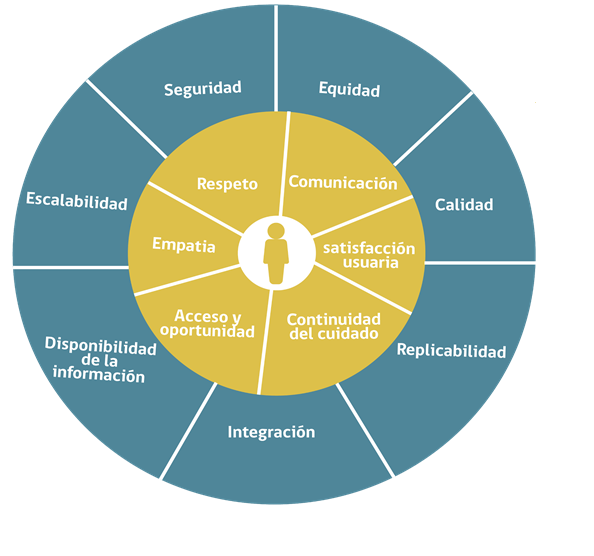 Seguridad
Equidad
Escalabilidad
Calidad
Disponibilidad
de la
información
Replicabilidad
Integración
Respeto
Comunicación
Empatia
satisfacción
usuaria
Acceso y
oportunidad
Continuidad
del cuidado